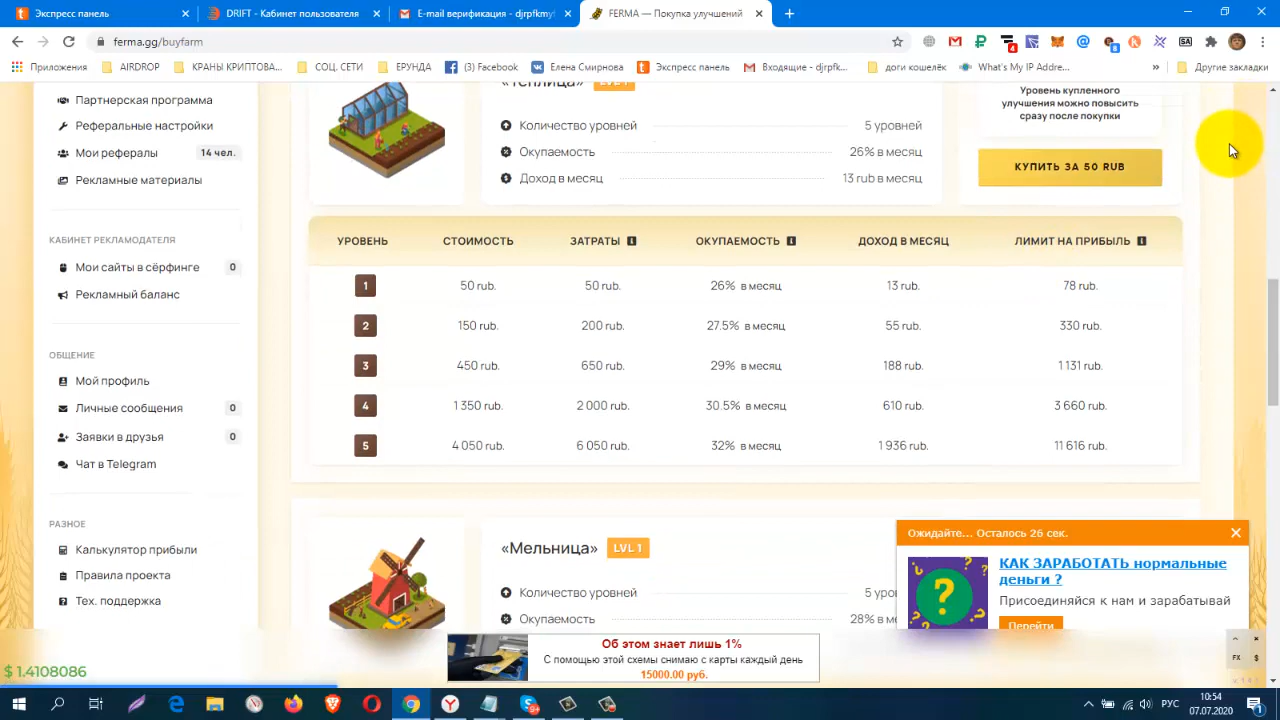 Экспресс панель
DRIFT - Кабинет пользователя
E-mail верификация - djrpfkmy
FERMA — Покупка улучшений
ferma.gg/buyfarm
Приложения
AIRDROP
КРАНЫ КРИПТОВА...
СОЦ. СЕТИ
ЕРУНДА
(3) Facebook
Елена Смирнова
Экспресс панель
Входящие - djrpfk...
доги кошелёк
What's My IP Addre...
»
Другие закладки
Партнерская программа
Реферальные настройки
Мои рефералы 14 чел.
Рекламные материалы
КАБИНЕТ РЕКЛАМОДАТЕЛЯ
Мои сайты в сёрфинге 0
Рекламный баланс
ОБЩЕНИЕ
Мой профиль
Личные сообщения 0
Заявки в друзья 0
Чат в Telegram
РАЗНОЕ
Калькулятор прибыли
Правила проекта
Тех. поддержка
$ 1.4108086
«Теплица» LVL 1
Количество уровней 5 уровней
Окупаемость 26% в месяц
Доход в месяц 13 rub в месяц
Уровень купленного
улучшения можно повысить
сразу после покупки
КУПИТЬ ЗА 50 RUB
УРОВЕНЬ СТОИМОСТЬ ЗАТРАТЫ ОКУПАЕМОСТЬ ДОХОД В МЕСЯЦ ЛИМИТ НА ПРИБЫЛЬ
1 50 rub. 50 rub. 26% в месяц 13 rub. 78 rub.
2 150 rub. 200 rub. 27.5% в месяц 55 rub. 330 rub.
3 450 rub. 650 rub. 29% в месяц 188 rub. 1 131 rub.
4 1 350 rub. 2 000 rub. 30.5% в месяц 610 rub. 3 660 rub.
5 4 050 rub. 6 050 rub. 32% в месяц 1 936 rub. 11 616 rub.
«Мельница» LVL 1
Количество уровней 5 уров
Окупаемость 28% в м
Ожидайте... Осталось 26 сек.
КАК ЗАРАБОТАТЬ нормальные
деньги ?
Присоединяйся к нам и зарабатывай
Перейти
Об этом знает лишь 1%
С помощью этой схемы снимаю с карты каждый день
15000.00 руб.
FX $
РУС
10:54
07.07.2020